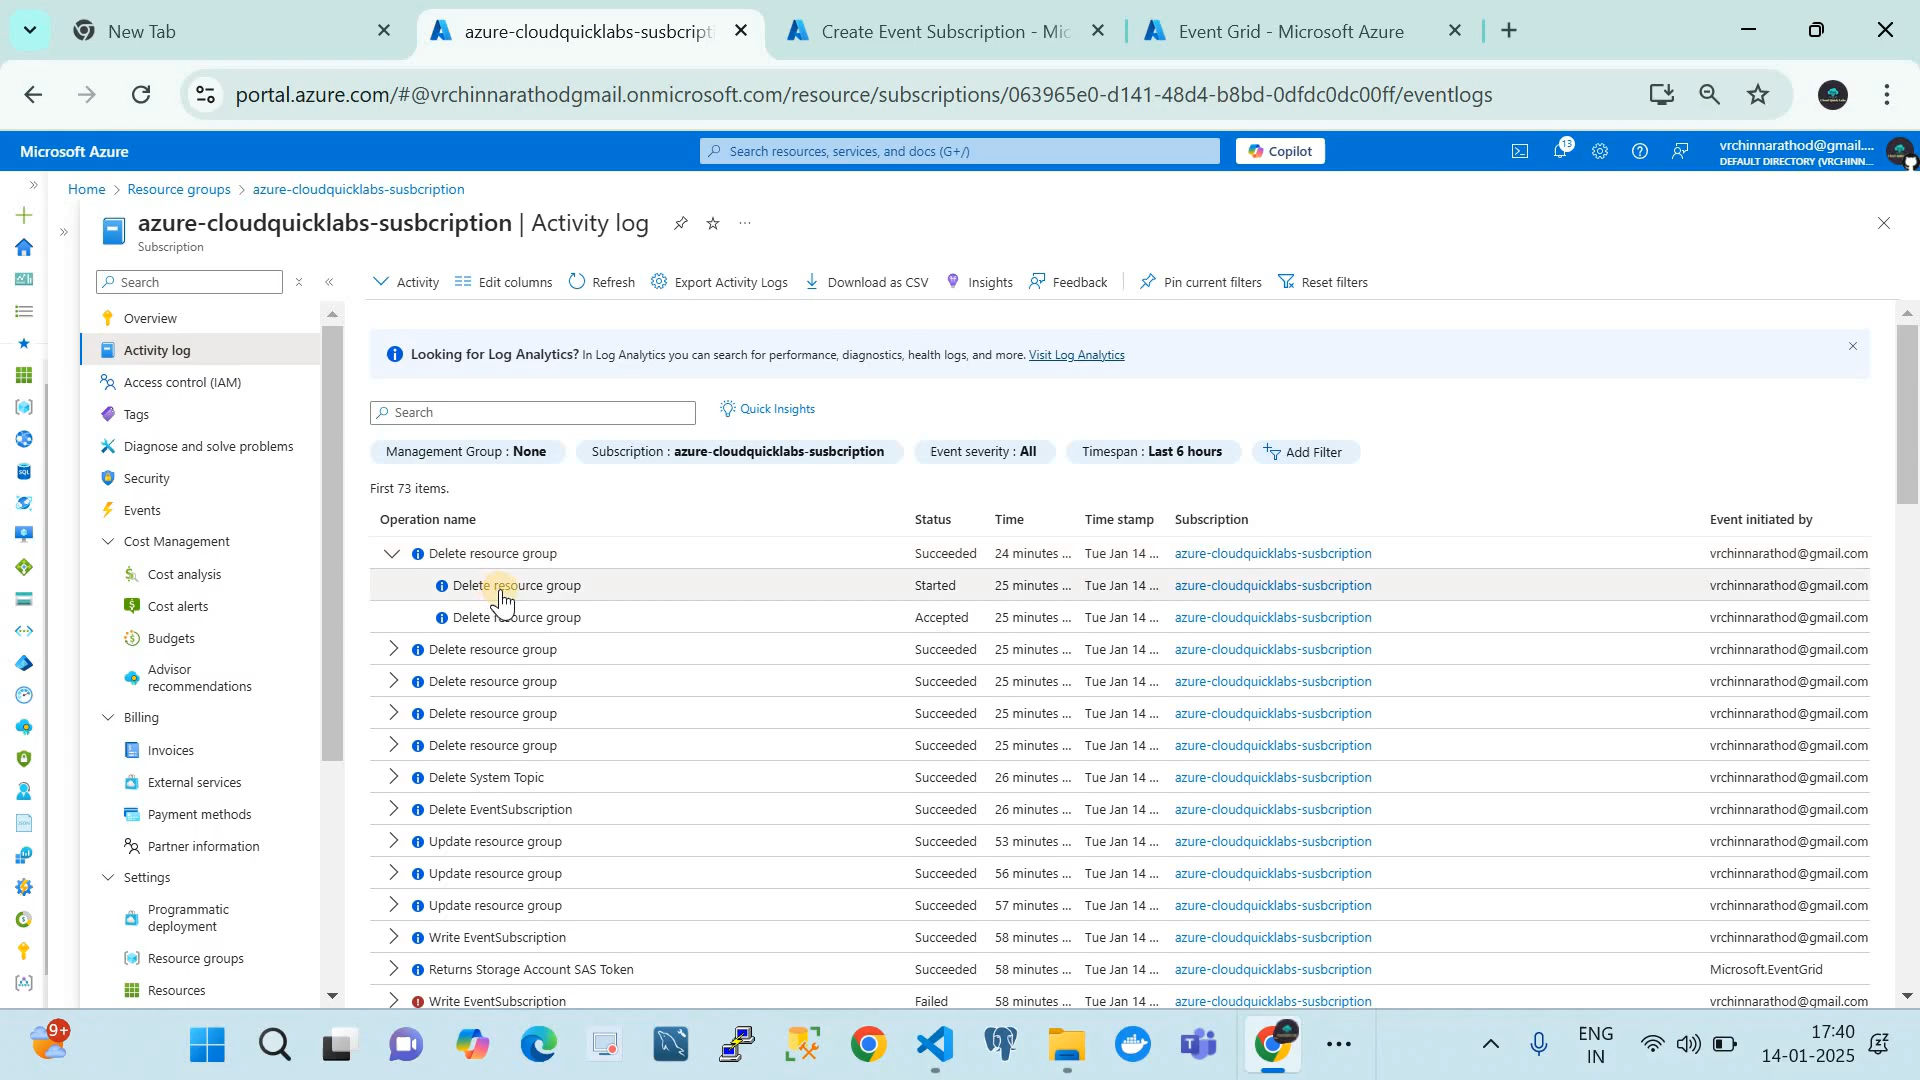 New Tab
azure-cloudquicklabs-susbcripti
Create Event Subscription - Mic
Event Grid - Microsoft Azure
portal.azure.com/#@vrchinnarathodgmail.onmicrosoft.com/resource/subscriptions/063965e0-d141-48d4-b8bd-0dfdc0dc00ff/eventlogs
Microsoft Azure
Search resources, services, and docs (G+/)
Copilot
13
vrchinnarathod@gmail....
DEFAULT DIRECTORY (VRCHINN...
Home > Resource groups > azure-cloudquicklabs-susbcription
azure-cloudquicklabs-susbcription | Activity log
Subscription
Search
Activity
Edit columns
Refresh
Export Activity Logs
Download as CSV
Insights
Feedback
Pin current filters
Reset filters
Overview
Activity log
Access control (IAM)
Tags
Diagnose and solve problems
Security
Events
Cost Management
Cost analysis
Cost alerts
Budgets
Advisor
recommendations
Billing
Invoices
External services
Payment methods
Partner information
Settings
Programmatic
deployment
Resource groups
Resources
Looking for Log Analytics? In Log Analytics you can search for performance, diagnostics, health logs, and more. Visit Log Analytics
Search
Quick Insights
Management Group : None
Subscription : azure-cloudquicklabs-susbcription
Event severity : All
Timespan : Last 6 hours
Add Filter
First 73 items.
Operation name Status Time Time stamp Subscription Event initiated by
Delete resource group Succeeded 24 minutes ... Tue Jan 14 ... azure-cloudquicklabs-susbcription vrchinnarathod@gmail.com
Delete resource group Started 25 minutes ... Tue Jan 14 ... azure-cloudquicklabs-susbcription vrchinnarathod@gmail.com
Delete resource group Accepted 25 minutes ... Tue Jan 14 ... azure-cloudquicklabs-susbcription vrchinnarathod@gmail.com
Delete resource group Succeeded 25 minutes ... Tue Jan 14 ... azure-cloudquicklabs-susbcription vrchinnarathod@gmail.com
Delete resource group Succeeded 25 minutes ... Tue Jan 14 ... azure-cloudquicklabs-susbcription vrchinnarathod@gmail.com
Delete resource group Succeeded 25 minutes ... Tue Jan 14 ... azure-cloudquicklabs-susbcription vrchinnarathod@gmail.com
Delete resource group Succeeded 25 minutes ... Tue Jan 14 ... azure-cloudquicklabs-susbcription vrchinnarathod@gmail.com
Delete System Topic Succeeded 26 minutes ... Tue Jan 14 ... azure-cloudquicklabs-susbcription vrchinnarathod@gmail.com
Delete EventSubscription Succeeded 26 minutes ... Tue Jan 14 ... azure-cloudquicklabs-susbcription vrchinnarathod@gmail.com
Update resource group Succeeded 53 minutes ... Tue Jan 14 ... azure-cloudquicklabs-susbcription vrchinnarathod@gmail.com
Update resource group Succeeded 56 minutes ... Tue Jan 14 ... azure-cloudquicklabs-susbcription vrchinnarathod@gmail.com
Update resource group Succeeded 57 minutes ... Tue Jan 14 ... azure-cloudquicklabs-susbcription vrchinnarathod@gmail.com
Write EventSubscription Succeeded 58 minutes ... Tue Jan 14 ... azure-cloudquicklabs-susbcription vrchinnarathod@gmail.com
Returns Storage Account SAS Token Succeeded 58 minutes ... Tue Jan 14 ... azure-cloudquicklabs-susbcription Microsoft.EventGrid
Write EventSubscription Failed 58 minutes ... Tue Jan 14 ... azure-cloudquicklabs-susbcription vrchinnarathod@gmail.com
9+
ENG
IN
17:40
14-01-2025